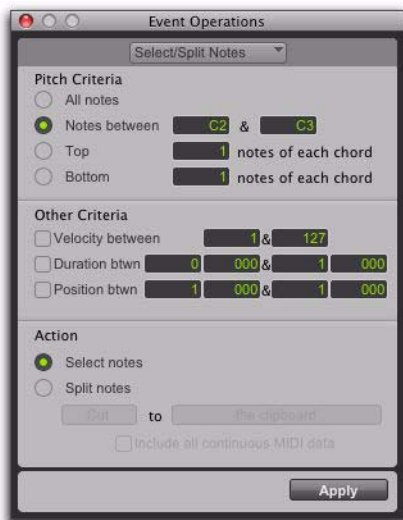 Event Operations
Select/Split Notes
Pitch Criteria
All notes
Notes between C2 & C3
Top 1 notes of each chord
Bottom 1 notes of each chord
Other Criteria
Velocity between 1 & 127
Duration btwn 0 000 & 1 000
Position btwn 1 000 & 1 000
Action
Select notes
Split notes
Cut to the clipboard
Include all continuous MIDI data
Apply